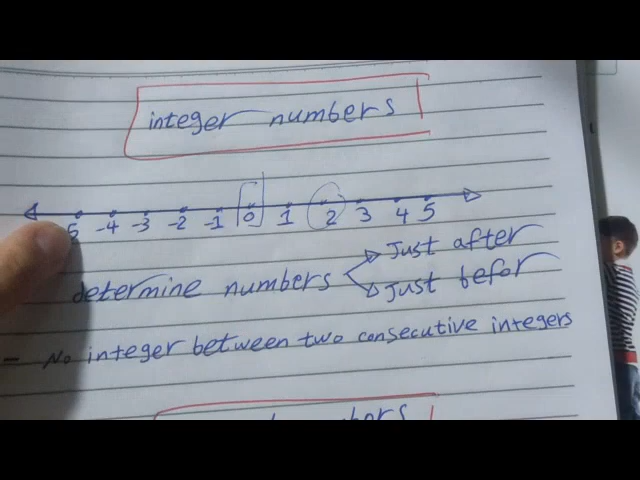 integer numbers
5 -4 -3 -2 -1 0 1 2 3 4 5
Just after
determine numbers
Just befor
- No integer between two consecutive integers